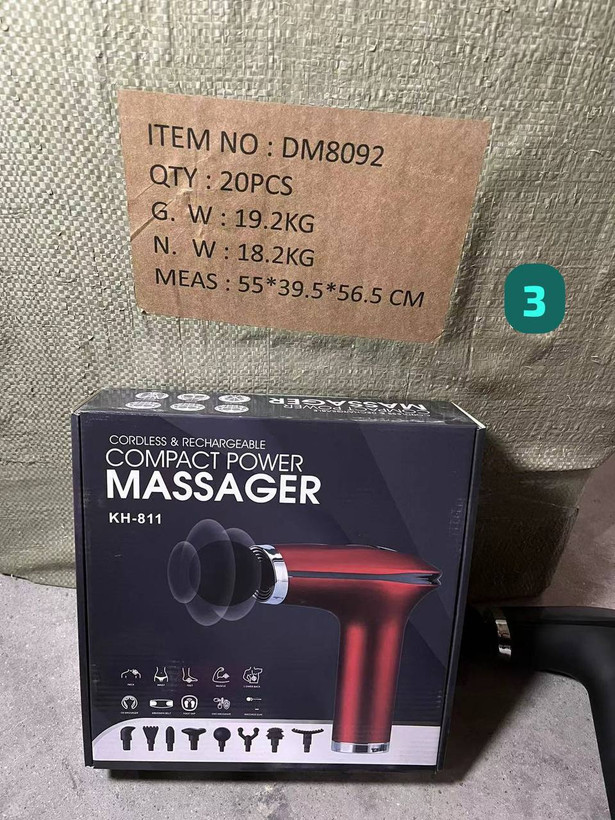 ITEM NO : DM8092
QTY : 20PCS
G. W : 19.2KG
N. W : 18.2KG
MEAS : 55*39.5*56.5 CM
3
MASSAGER
CORDLESS & RECHARGEABLE
COMPACT POWER
MASSAGER
KH-811